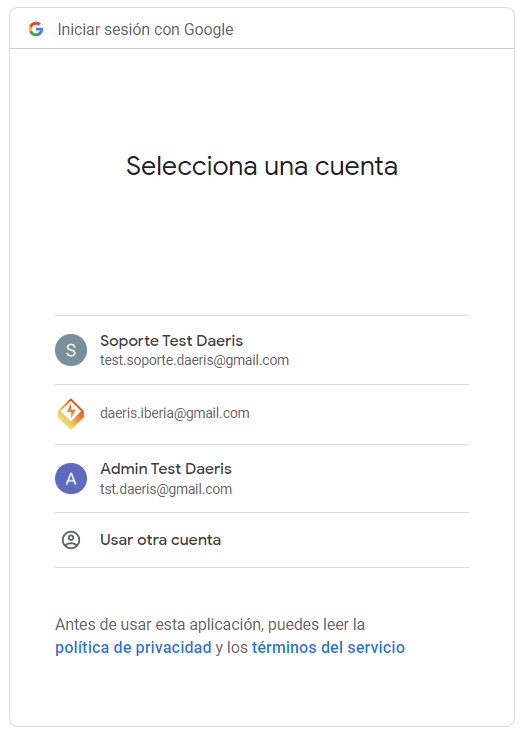 Iniciar sesión con Google
Selecciona una cuenta
S
Soporte Test Daeris
test.soporte.daeris@gmail.com
daeris.iberia@gmail.com
A
Admin Test Daeris
tst.daeris@gmail.com
Usar otra cuenta
Antes de usar esta aplicación, puedes leer la
política de privacidad y los términos del servicio